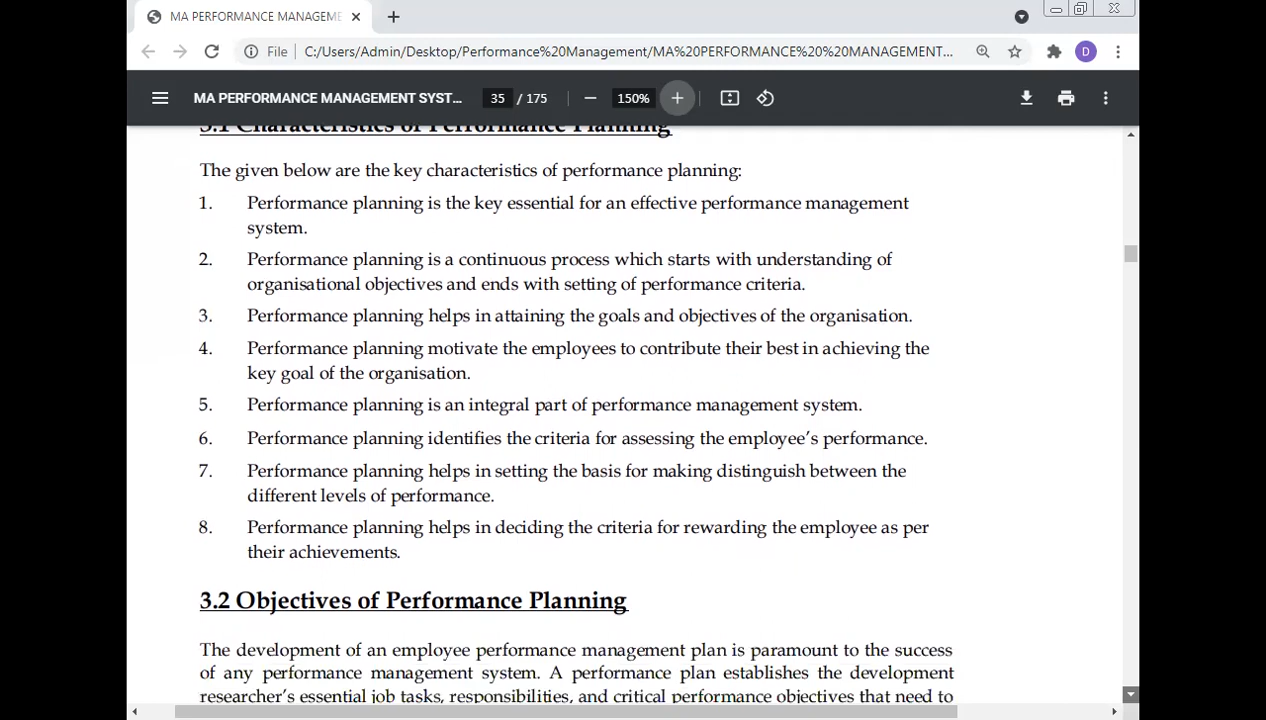 MA PERFORMANCE MANAGEME
File C:/Users/Admin/Desktop/Performance%20Management/MA%20PERFORMANCE%20%20MANAGEMENT... D
MA PERFORMANCE MANAGEMENT SYST... 35 / 175 150%
3.1 Characteristics of Performance Planning
The given below are the key characteristics of performance planning:
1. Performance planning is the key essential for an effective performance management
system.
2. Performance planning is a continuous process which starts with understanding of
organisational objectives and ends with setting of performance criteria.
3. Performance planning helps in attaining the goals and objectives of the organisation.
4. Performance planning motivate the employees to contribute their best in achieving the
key goal of the organisation.
5. Performance planning is an integral part of performance management system.
6. Performance planning identifies the criteria for assessing the employee's performance.
7. Performance planning helps in setting the basis for making distinguish between the
different levels of performance.
8. Performance planning helps in deciding the criteria for rewarding the employee as per
their achievements.
3.2 Objectives of Performance Planning
The development of an employee performance management plan is paramount to the success
of any performance management system. A performance plan establishes the development
researcher's essential job tasks, responsibilities, and critical performance objectives that need to